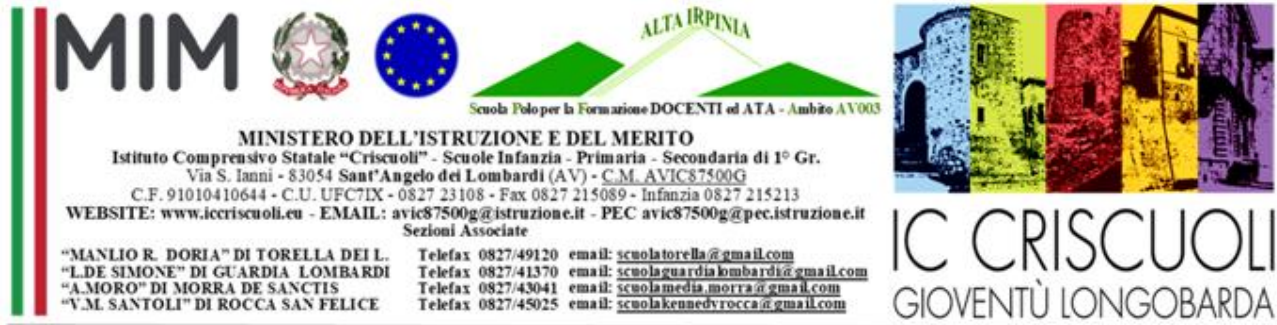 MIM
ALTA IRPINIA
Scuola Polo per la Formazione DOCENTI ed ATA - Ambito AV003
MINISTERO DELL'ISTRUZIONE E DEL MERITO
Istituto Comprensivo Statale “Criscuoli” - Scuole Infanzia - Primaria - Secondaria di 1° Gr.
Via S. Ianni - 83054 Sant'Angelo dei Lombardi (AV) - C.M. AVIC87500G
C.F. 91010410644 - C.U. UFC7IX - 0827 23108 - Fax 0827 215089 - Infanzia 0827 215213
WEBSITE: www.iccriscuoli.eu - EMAIL: avic87500g@istruzione.it - PEC avic87500g@pec.istruzione.it
Sezioni Associate
“MANLIO R. DORIA” DI TORELLA DEI L. Telefax 0827/49120 email: scuolatorella@gmail.com
“L.DE SIMONE” DI GUARDIA LOMBARDI Telefax 0827/41370 email: scuolaguardialombardi@gmail.com
“A.MORO” DI MORRA DE SANCTIS Telefax 0827/43041 email: scuolamedia.morra@gmail.com
“V.M. SANTOLI” DI ROCCA SAN FELICE Telefax 0827/45025 email: scuolakennedyrocca@gmail.com
IC CRISCUOLI
GIOVENTÙ LONGOBARDA